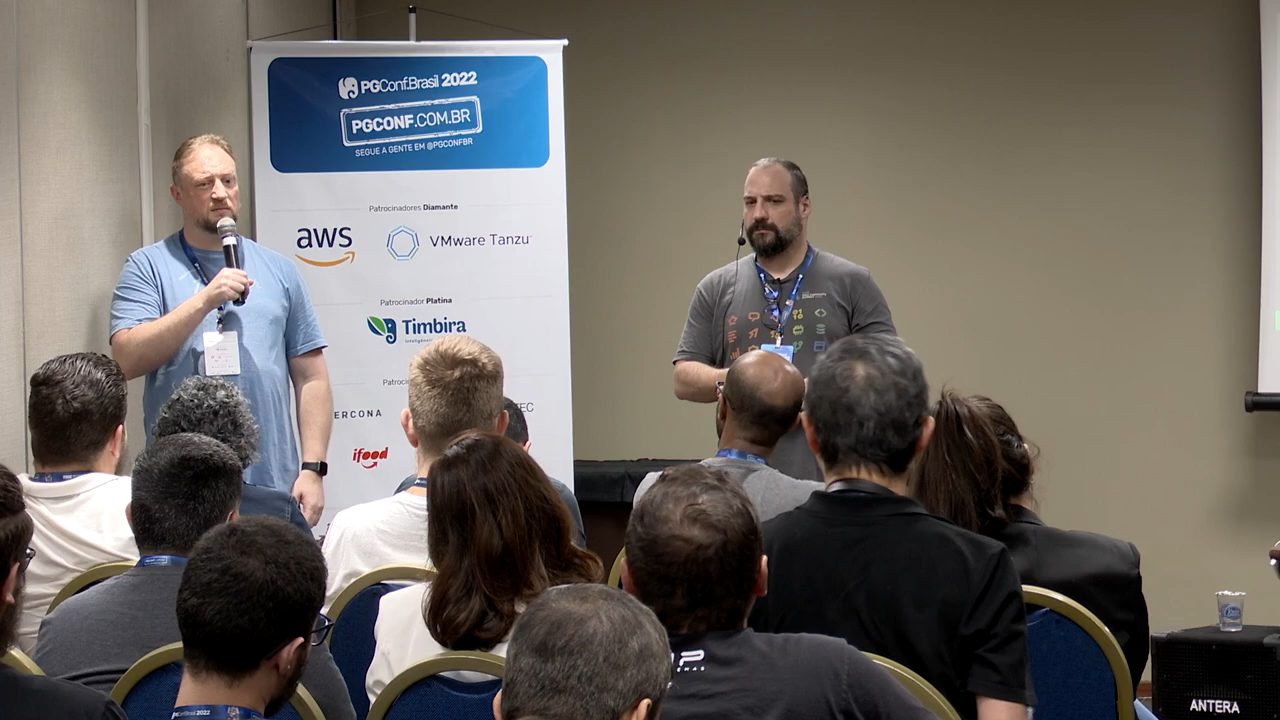 PGConf.Brasil 2022
PGCONF.COM.BR
SEGUE A GENTE EM @PGCONFBR
Patrocinadores Diamante
aws
VMware Tanzu
Patrocinador Platina
Timbira
ERCONA
TEC
ifood
ANTERA